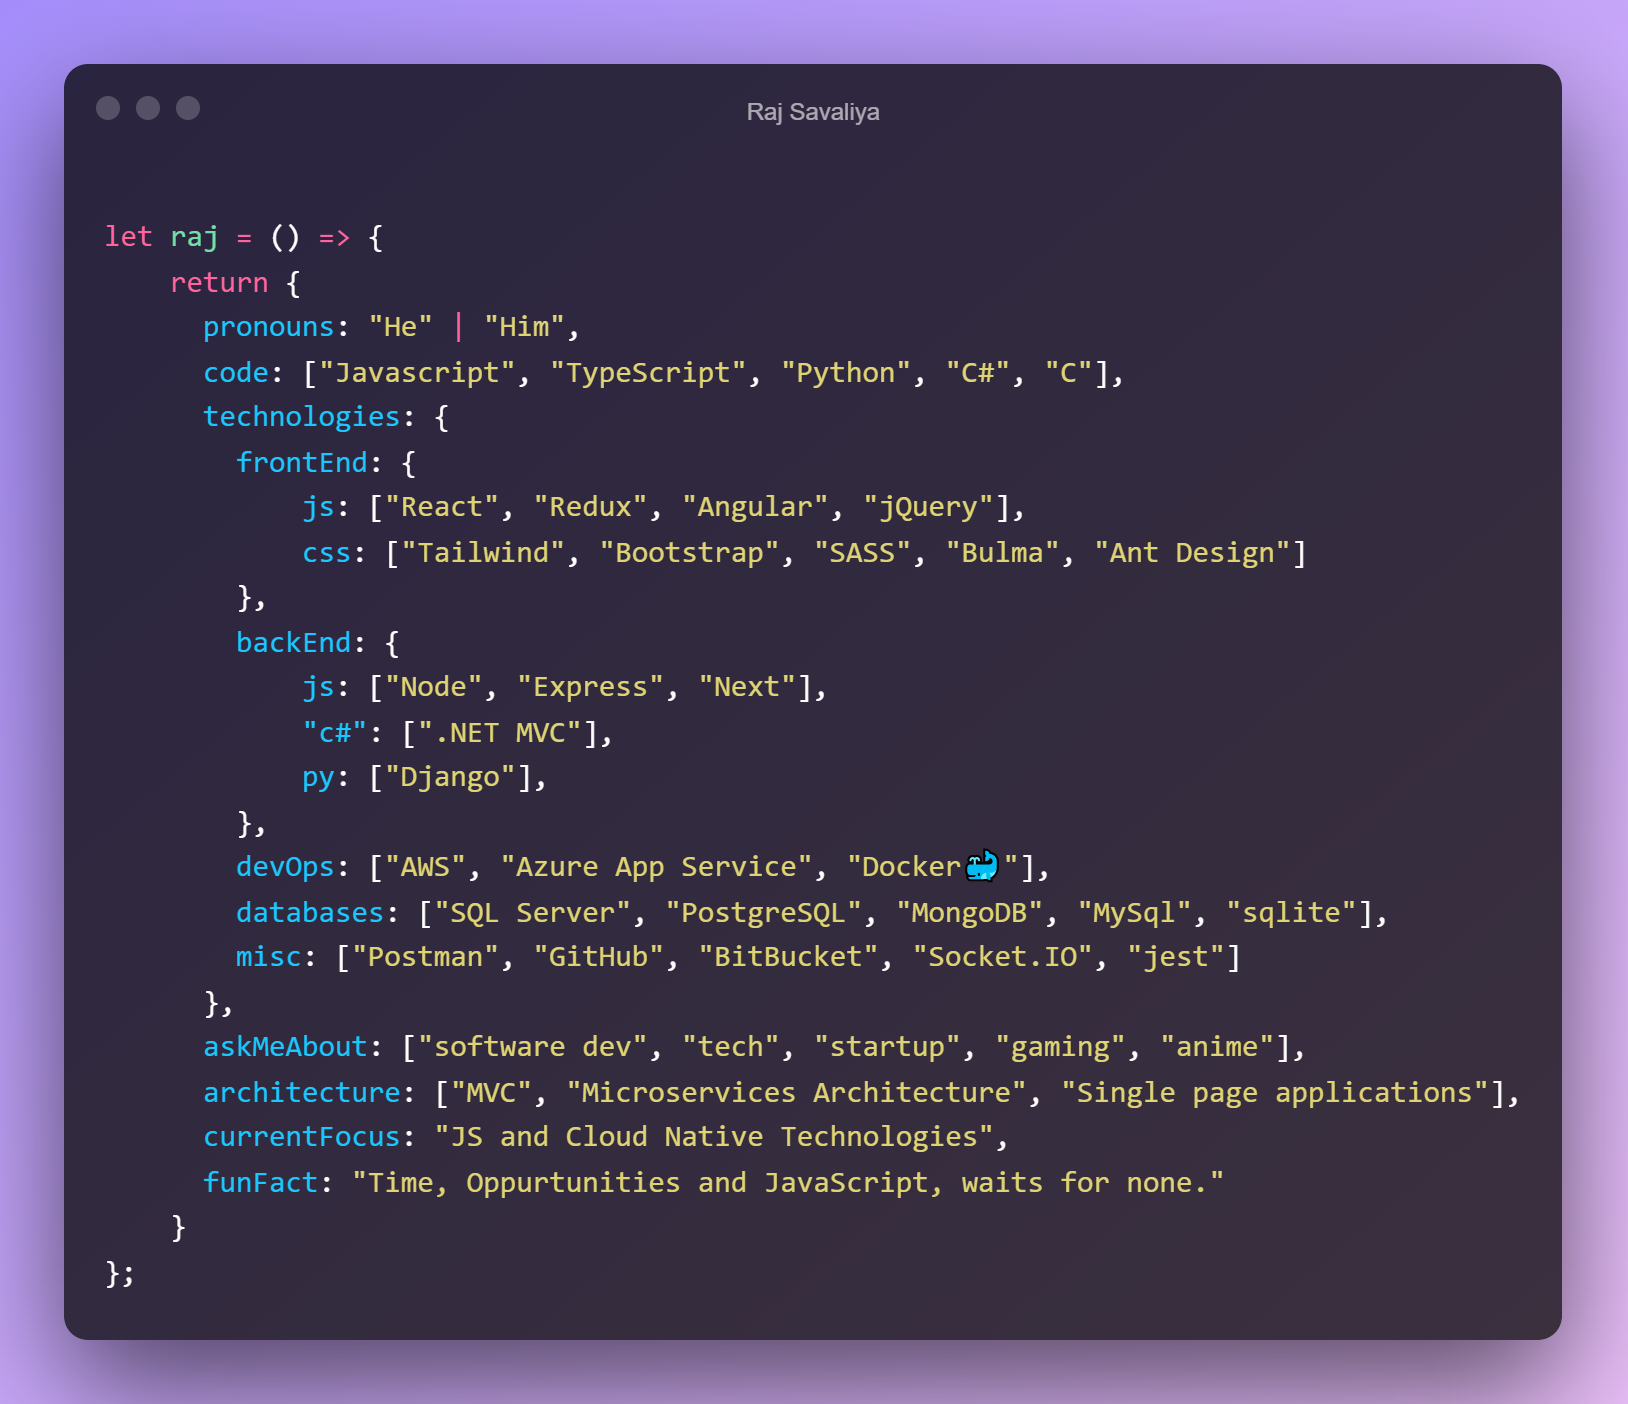 Raj Savaliya
let raj = () => {
    return {
      pronouns: "He" | "Him",
      code: ["Javascript", "TypeScript", "Python", "C#", "C"],
      technologies: {
        frontEnd: {
            js: ["React", "Redux", "Angular", "jQuery"],
            css: ["Tailwind", "Bootstrap", "SASS", "Bulma", "Ant Design"]
        },
        backEnd: {
            js: ["Node", "Express", "Next"],
            "c#": [".NET MVC"],
            py: ["Django"],
        },
        devOps: ["AWS", "Azure App Service", "Docker🐳"],
        databases: ["SQL Server", "PostgreSQL", "MongoDB", "MySql", "sqlite"],
        misc: ["Postman", "GitHub", "BitBucket", "Socket.IO", "jest"]
      },
      askMeAbout: ["software dev", "tech", "startup", "gaming", "anime"],
      architecture: ["MVC", "Microservices Architecture", "Single page applications"],
      currentFocus: "JS and Cloud Native Technologies",
      funFact: "Time, Oppurtunities and JavaScript, waits for none."
    }
};